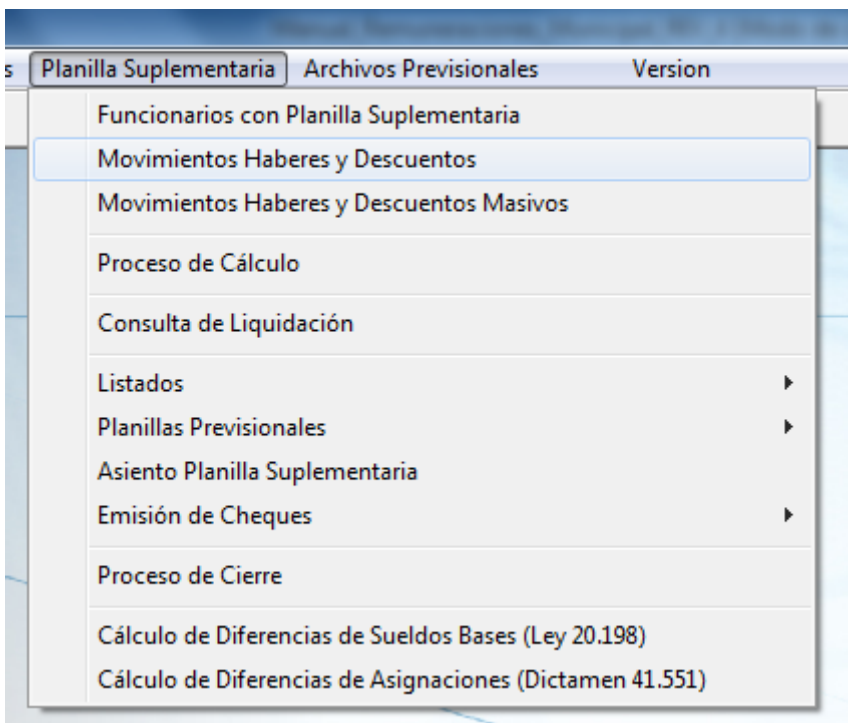 s Planilla Suplementaria Archivos Previsionales Version
Funcionarios con Planilla Suplementaria
Movimientos Haberes y Descuentos
Movimientos Haberes y Descuentos Masivos
Proceso de Cálculo
Consulta de Liquidación
Listados
Planillas Previsionales
Asiento Planilla Suplementaria
Emisión de Cheques
Proceso de Cierre
Cálculo de Diferencias de Sueldos Bases (Ley 20.198)
Cálculo de Diferencias de Asignaciones (Dictamen 41.551)